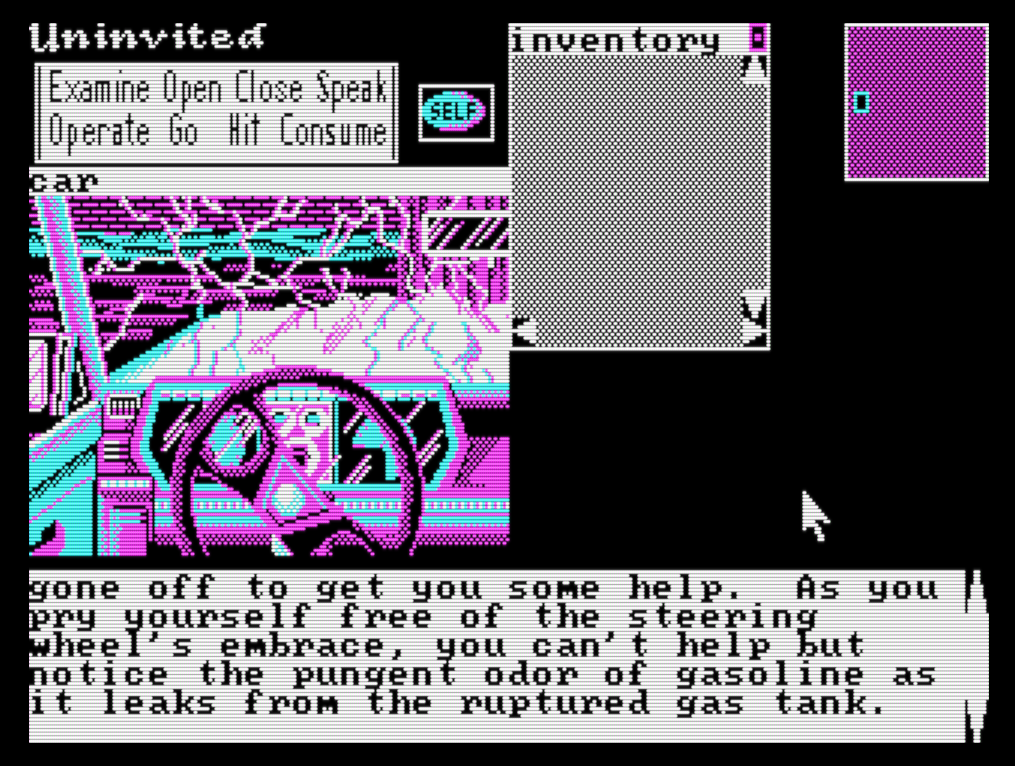 Uninvited
Examine Open Close Speak
Operate Go Hit Consume
SELF
inventory
car
gone off to get you some help.  As you
pry yourself free of the steering
wheel's embrace, you can't help but
notice the pungent odor of gasoline as
it leaks from the ruptured gas tank.